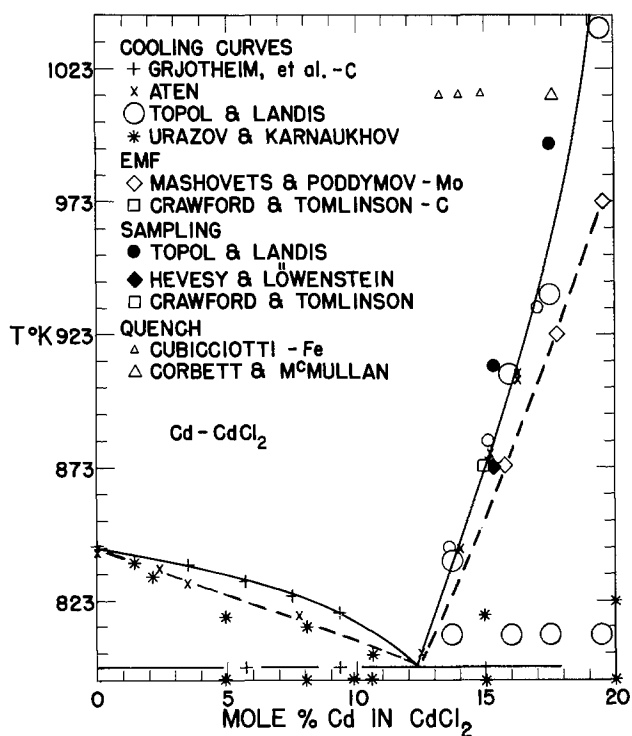 COOLING CURVES
+ GRJOTHEIM, et al. -C
x ATEN
○ TOPOL & LANDIS
* URAZOV & KARNAUKHOV
EMF
◇ MASHOVETS & PODDYMOV - Mo
□ CRAWFORD & TOMLINSON - C
SAMPLING
● TOPOL & LANDIS
◆ HEVESY & LÖWENSTEIN
□ CRAWFORD & TOMLINSON
QUENCH
△ CUBICCIOTTI - Fe
△ CORBETT & McMULLAN
Cd - CdCl2
1023
973
T°K 923
873
823
0 5 10 15 20
MOLE % Cd IN CdCl2